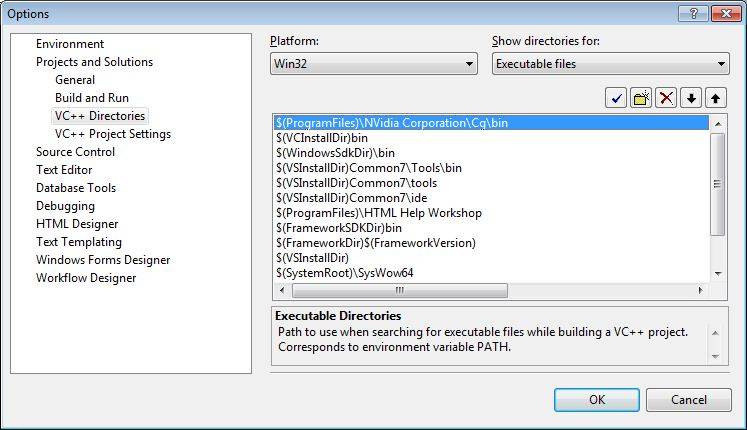 Options
Environment
Projects and Solutions
General
Build and Run
VC++ Directories
VC++ Project Settings
Source Control
Text Editor
Database Tools
Debugging
HTML Designer
Text Templating
Windows Forms Designer
Workflow Designer
Platform:
Win32
Show directories for:
Executable files
$(ProgramFiles)\NVidia Corporation\Cg\bin
$(VCInstallDir)bin
$(WindowsSdkDir)\bin
$(VSInstallDir)Common7\Tools\bin
$(VSInstallDir)Common7\tools
$(VSInstallDir)Common7\ide
$(ProgramFiles)\HTML Help Workshop
$(FrameworkSDKDir)bin
$(FrameworkDir)$(FrameworkVersion)
$(VSInstallDir)
$(SystemRoot)\SysWow64
Executable Directories
Path to use when searching for executable files while building a VC++ project.
Corresponds to environment variable PATH.
OK
Cancel